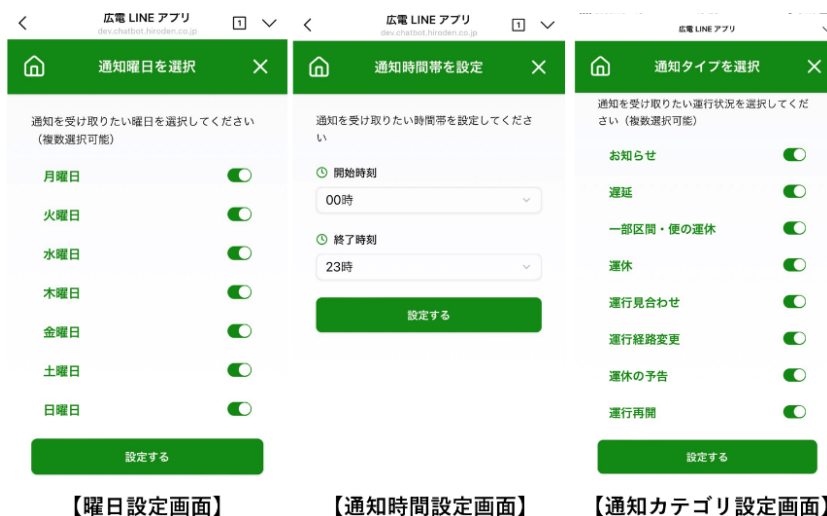 広電 LINE アプリ
dev.chatbot.hiroden.co.jp
1
通知曜日を選択
通知を受け取りたい曜日を選択してください
（複数選択可能）
月曜日
火曜日
水曜日
木曜日
金曜日
土曜日
日曜日
設定する
【曜日設定画面】
広電 LINE アプリ
dev.chatbot.hiroden.co.jp
1
通知時間帯を設定
通知を受け取りたい時間帯を設定してくださ
い
開始時刻
00時
終了時刻
23時
設定する
【通知時間設定画面】
広電 LINE アプリ
通知タイプを選択
通知を受け取りたい運行状況を選択してくだ
さい（複数選択可能）
お知らせ
遅延
一部区間・便の運休
運休
運行見合わせ
運行経路変更
運休の予告
運行再開
設定する
【通知カテゴリ設定画面】